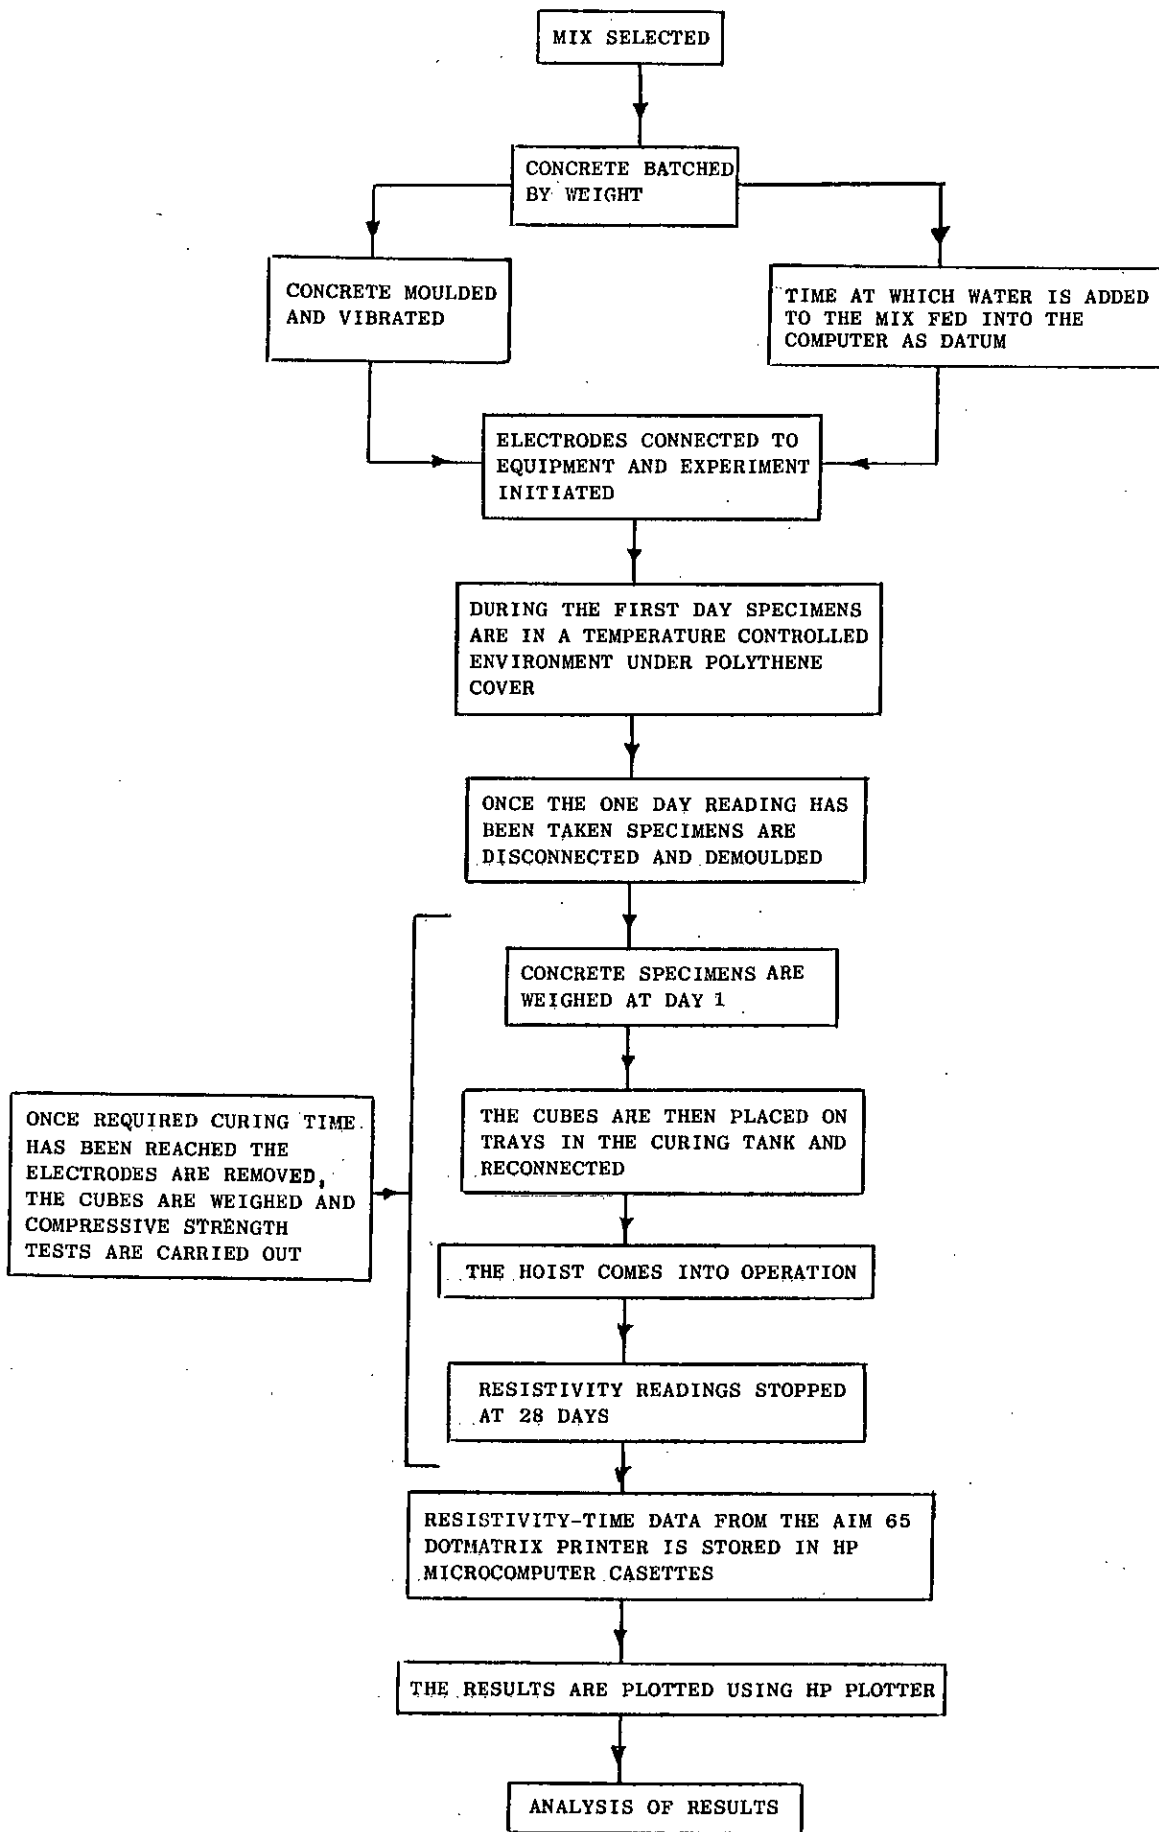 MIX SELECTED
CONCRETE BATCHED
BY WEIGHT
CONCRETE MOULDED
AND VIBRATED
TIME AT WHICH WATER IS ADDED
TO THE MIX FED INTO THE
COMPUTER AS DATUM
ELECTRODES CONNECTED TO
EQUIPMENT AND EXPERIMENT
INITIATED
DURING THE FIRST DAY SPECIMENS
ARE IN A TEMPERATURE CONTROLLED
ENVIRONMENT UNDER POLYTHENE
COVER
ONCE THE ONE DAY READING HAS
BEEN TAKEN SPECIMENS ARE
DISCONNECTED AND DEMOULDED
CONCRETE SPECIMENS ARE
WEIGHED AT DAY 1
ONCE REQUIRED CURING TIME
HAS BEEN REACHED THE
ELECTRODES ARE REMOVED,
THE CUBES ARE WEIGHED AND
COMPRESSIVE STRENGTH
TESTS ARE CARRIED OUT
THE CUBES ARE THEN PLACED ON
TRAYS IN THE CURING TANK AND
RECONNECTED
THE HOIST COMES INTO OPERATION
RESISTIVITY READINGS STOPPED
AT 28 DAYS
RESISTIVITY-TIME DATA FROM THE AIM 65
DOTMATRIX PRINTER IS STORED IN HP
MICROCOMPUTER CASETTES
THE RESULTS ARE PLOTTED USING HP PLOTTER
ANALYSIS OF RESULTS